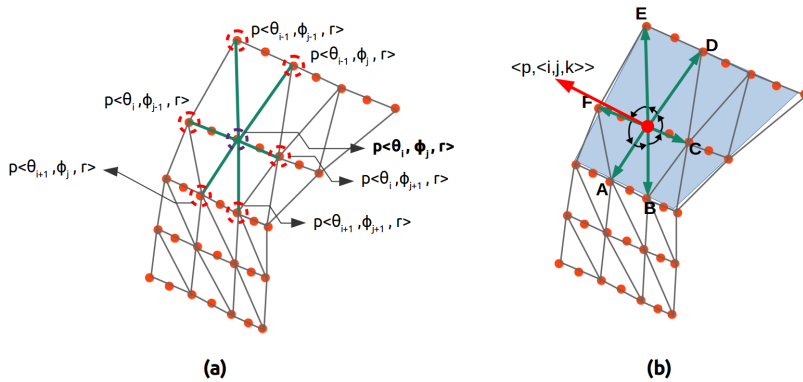 p<θi-1,ϕj-1, r>
p<θi-1,ϕj, r>
p<θi,ϕj-1, r>
p<θi, ϕj, r>
p<θi+1,ϕj, r>
p<θi,ϕj+1, r>
p<θi+1,ϕj+1, r>
(a)
E
D
<p,<i,j,k>>
F
C
A
B
(b)